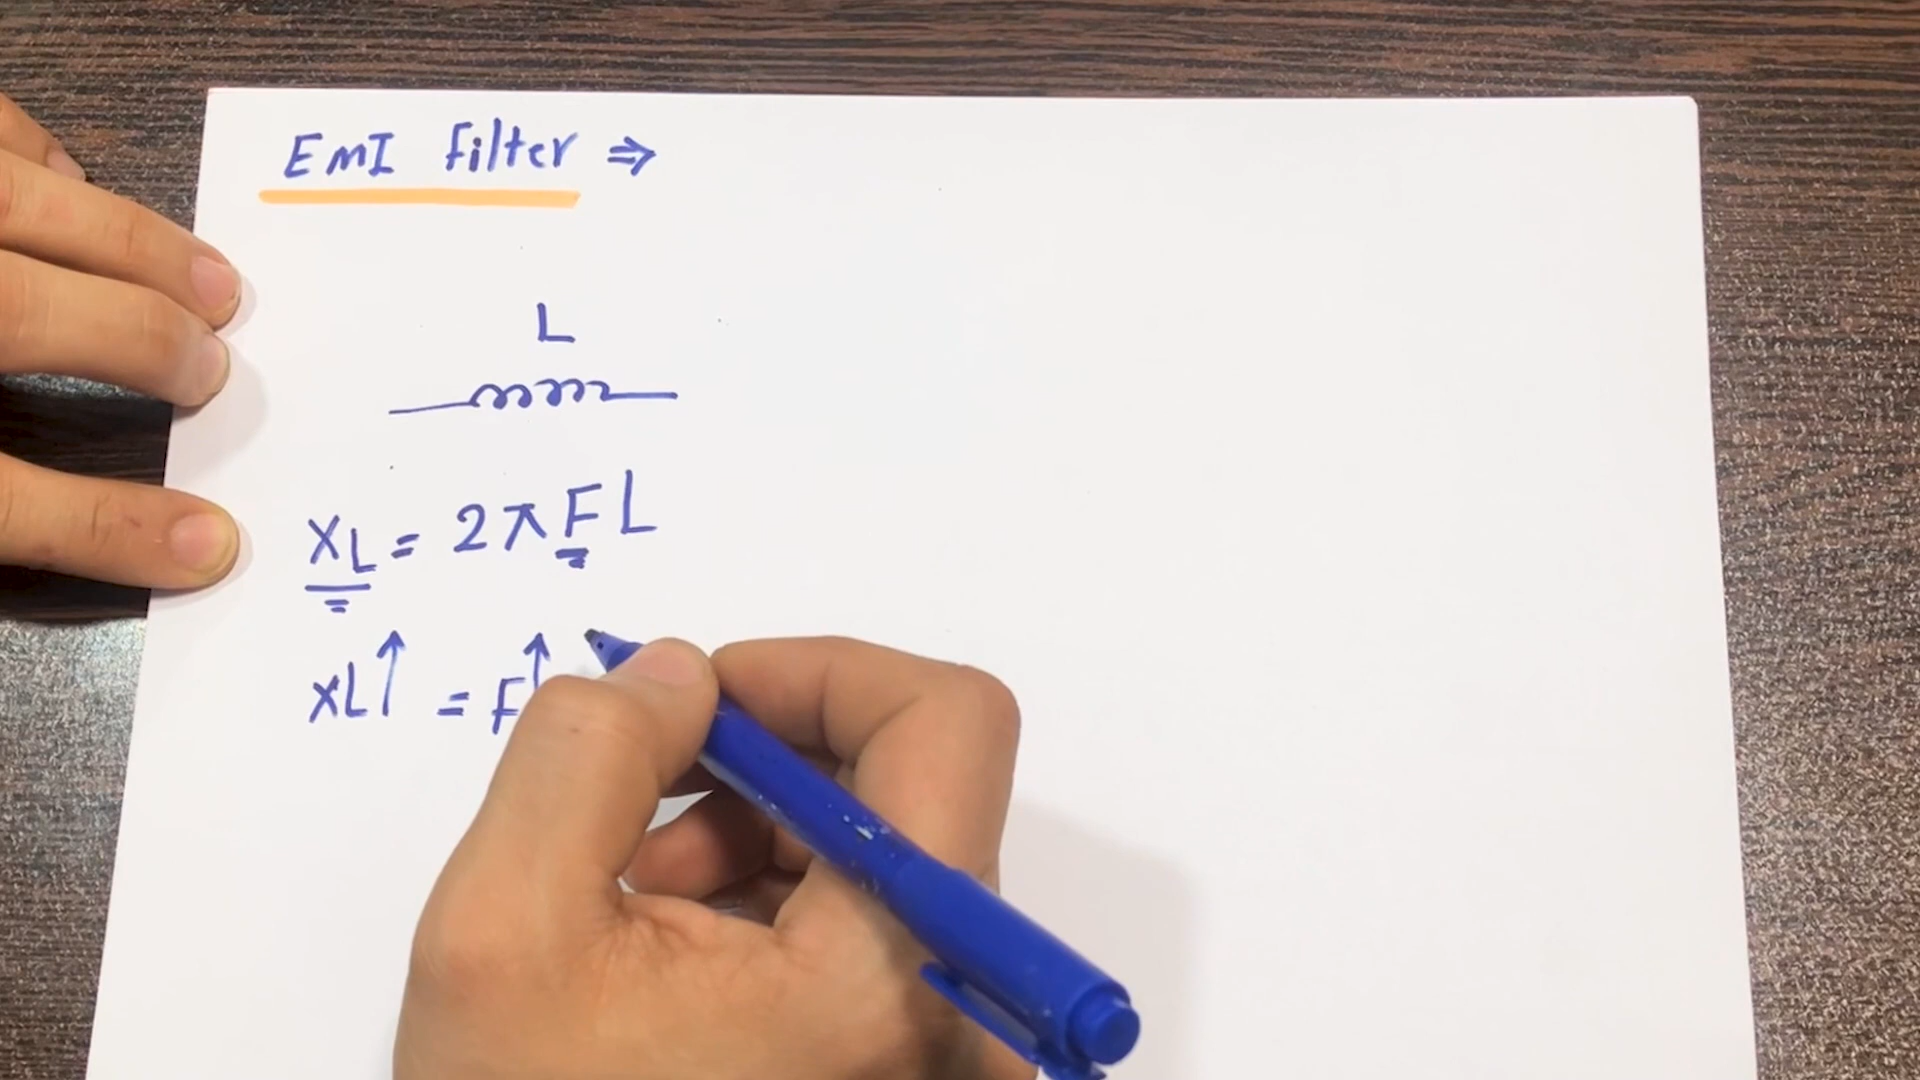 EmI Filter ⇒
L
XL = 2πFL
XL↑ = F↑